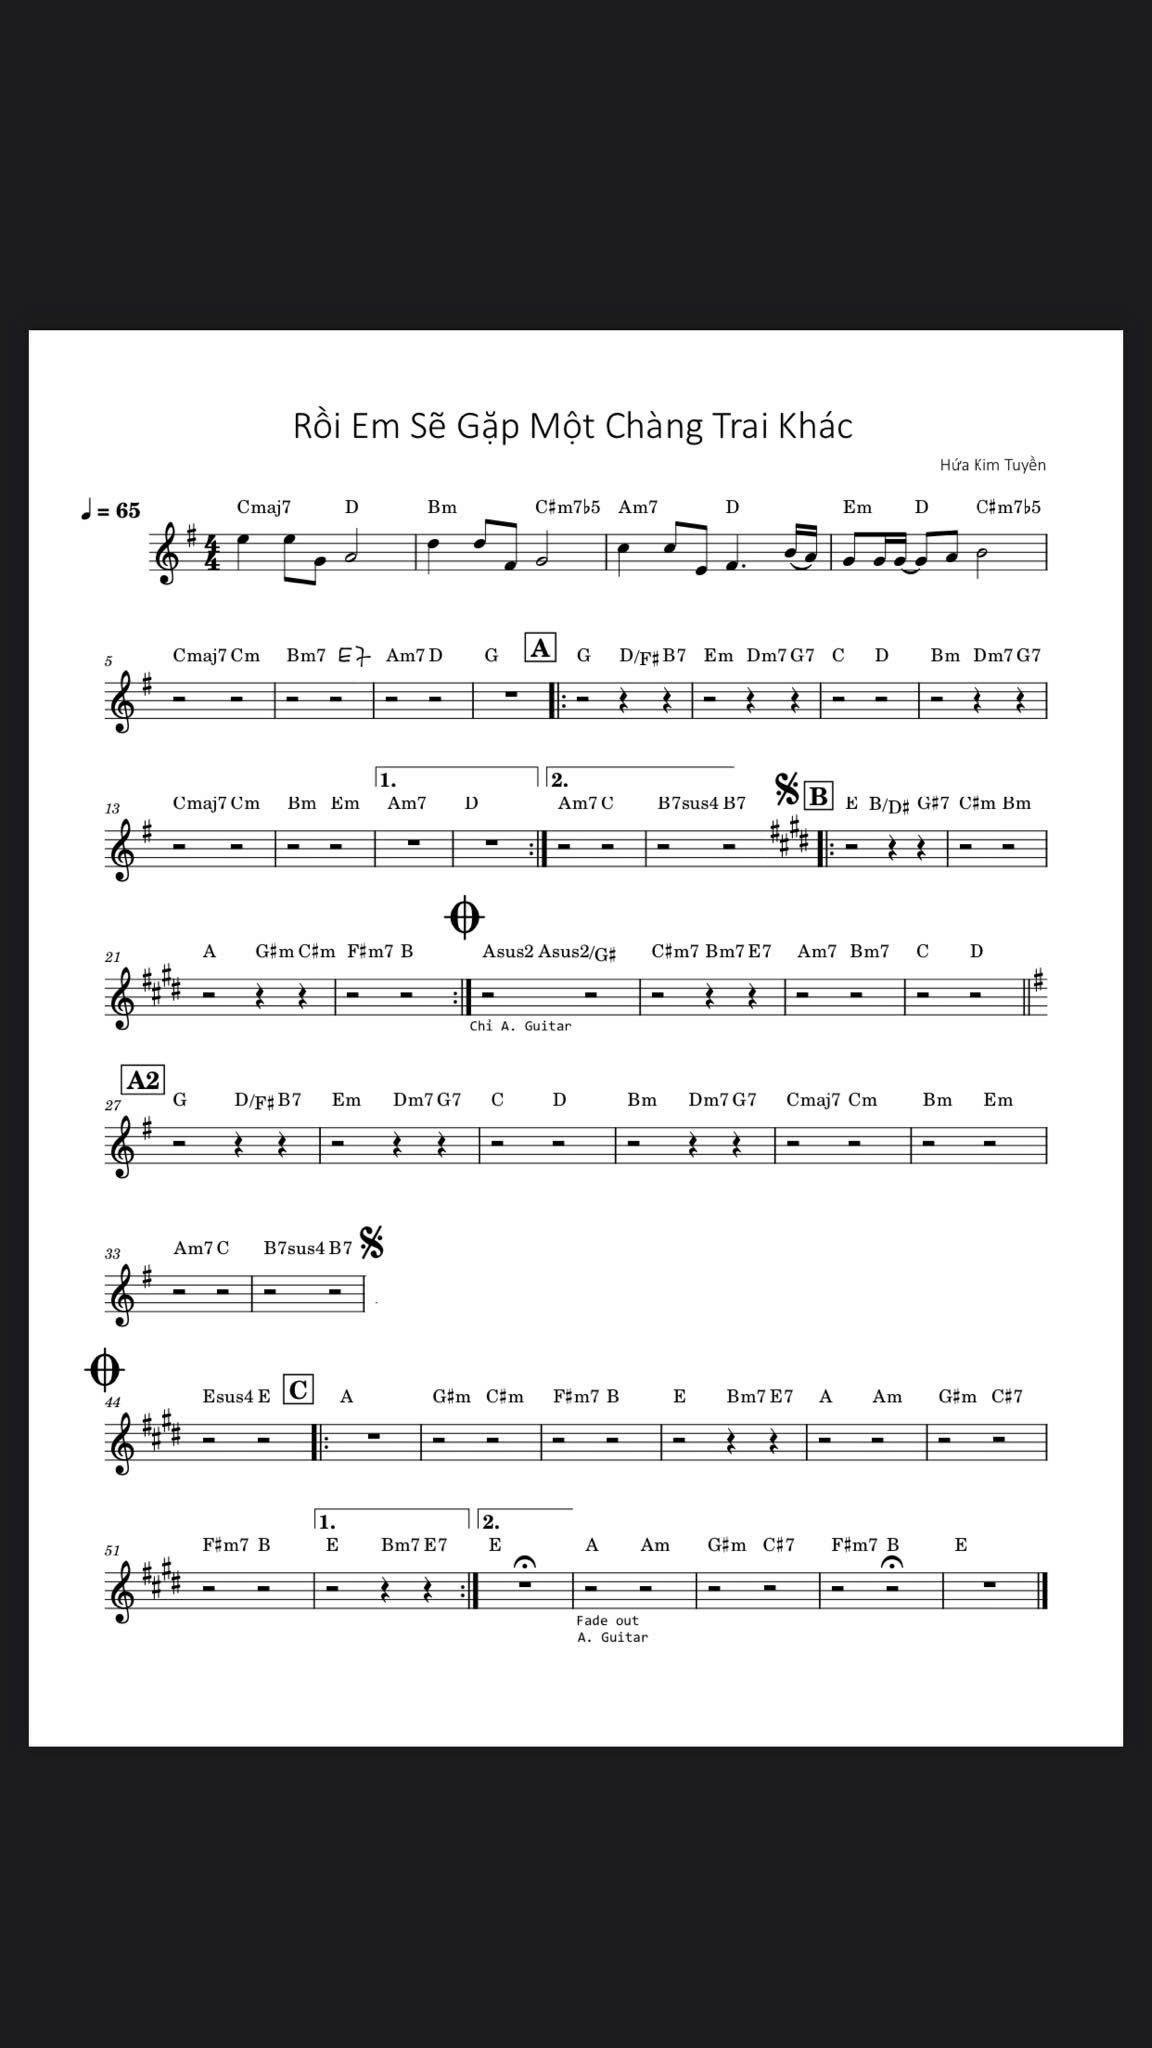 Rồi Em Sẽ Gặp Một Chàng Trai Khác
Hứa Kim Tuyền
♩ = 65
Cmaj7 D Bm C♯m7♭5 Am7 D Em D C♯m7♭5
4
4
A
5 Cmaj7 Cm Bm7 E7 Am7 D G G D/F♯ B7 Em Dm7 G7 C D Bm Dm7 G7
1. 2. B
13 Cmaj7 Cm Bm Em Am7 D Am7 C B7sus4 B7 E B/D♯ G♯7 C♯m Bm
21 A G♯m C♯m F♯m7 B Asus2 Asus2/G♯ C♯m7 Bm7 E7 Am7 Bm7 C D
Chỉ A. Guitar
A2
27 G D/F♯ B7 Em Dm7 G7 C D Bm Dm7 G7 Cmaj7 Cm Bm Em
33 Am7 C B7sus4 B7
C
44 Esus4 E A G♯m C♯m F♯m7 B E Bm7 E7 A Am G♯m C♯7
1. 2.
51 F♯m7 B E Bm7 E7 E A Am G♯m C♯7 F♯m7 B E
Fade out
A. Guitar